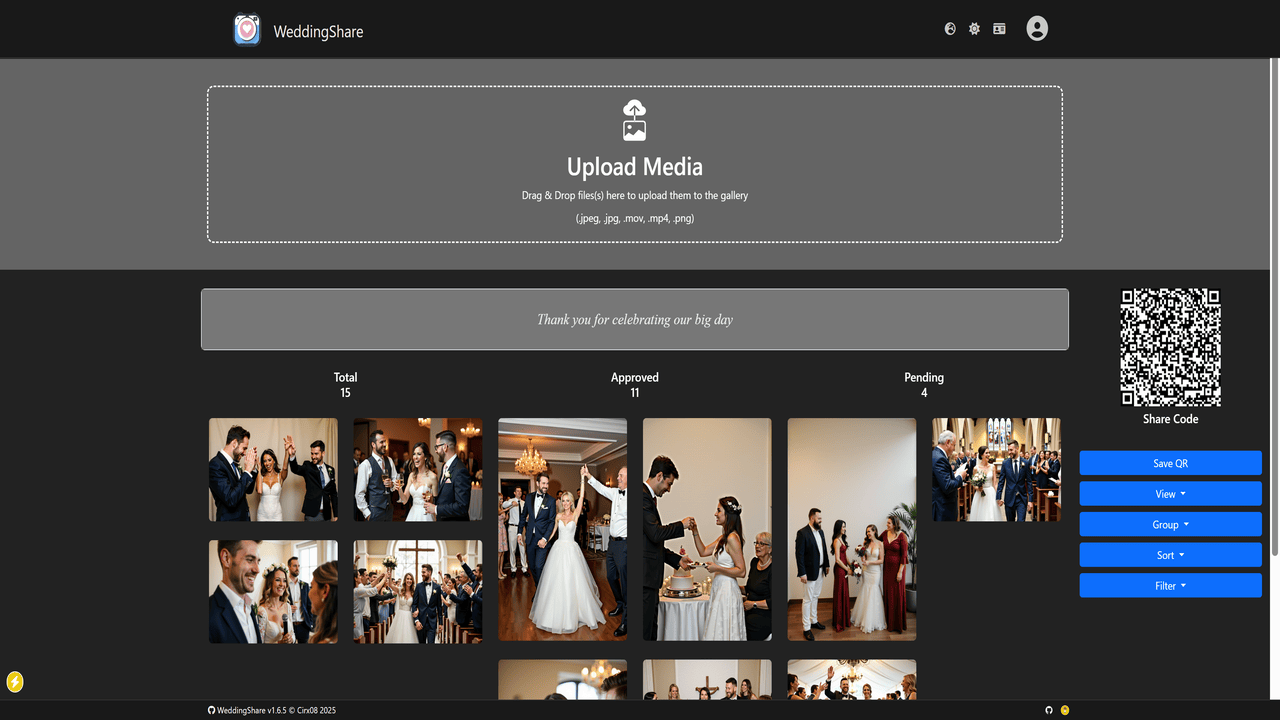 WeddingShare
Upload Media
Drag & Drop files(s) here to upload them to the gallery
(.jpeg, .jpg, .mov, .mp4, .png)
Thank you for celebrating our big day
Total
15
Approved
11
Pending
4
Share Code
Save QR
View
Group
Sort
Filter
WeddingShare v1.6.5 © Cirx08 2025